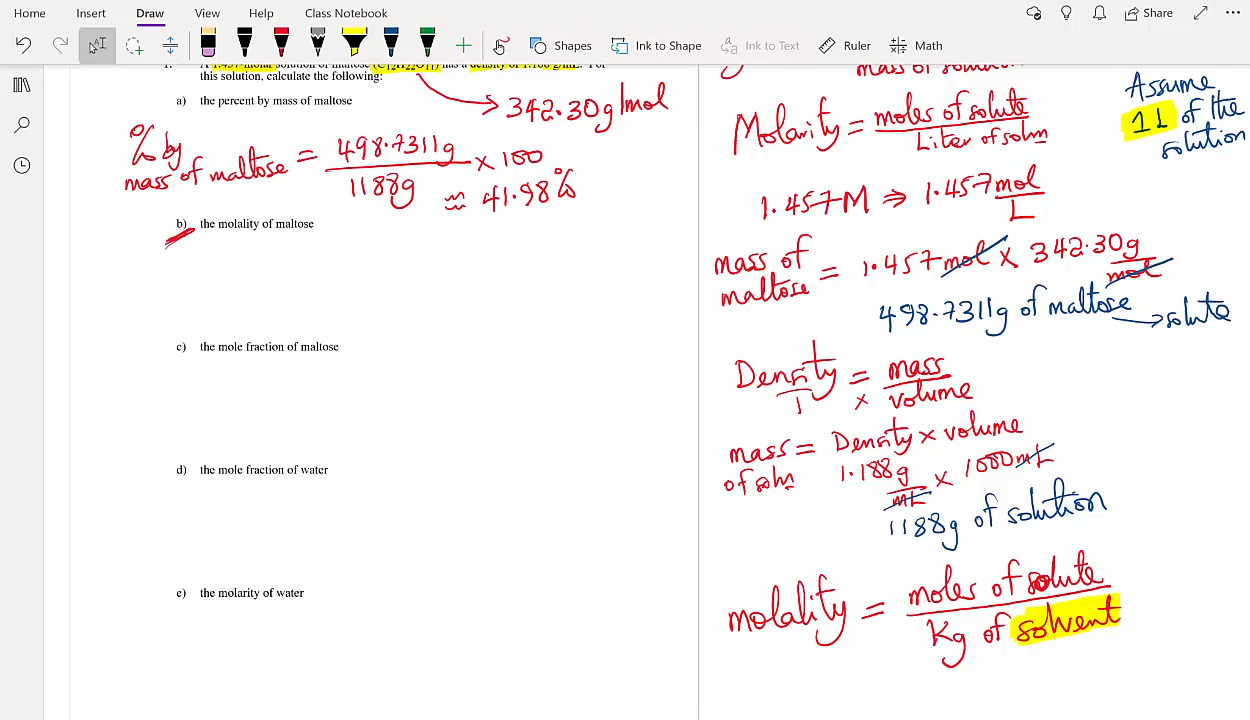 Home Insert Draw View Help Class Notebook Share
Shapes Ink to Shape Ink to Text Ruler Math
this solution, calculate the following:
a) the percent by mass of maltose
342.30g/mol
% by
mass of maltose = 498.7311g / 1188g × 100
≈ 41.98%
b) the molality of maltose
c) the mole fraction of maltose
d) the mole fraction of water
e) the molarity of water
mass of solution
Assume
1L of the
solution
Molarity = moles of solute / Liter of soln
1.457M ⇒ 1.457 mol / L
mass of
maltose = 1.457 mol × 342.30g / mol
498.7311g of maltose → solute
Density / 1 = mass / volume
×
mass = Density × volume
of soln 1.188g / mL × 1000mL
1188g of solution
molality = moles of solute / Kg of solvent